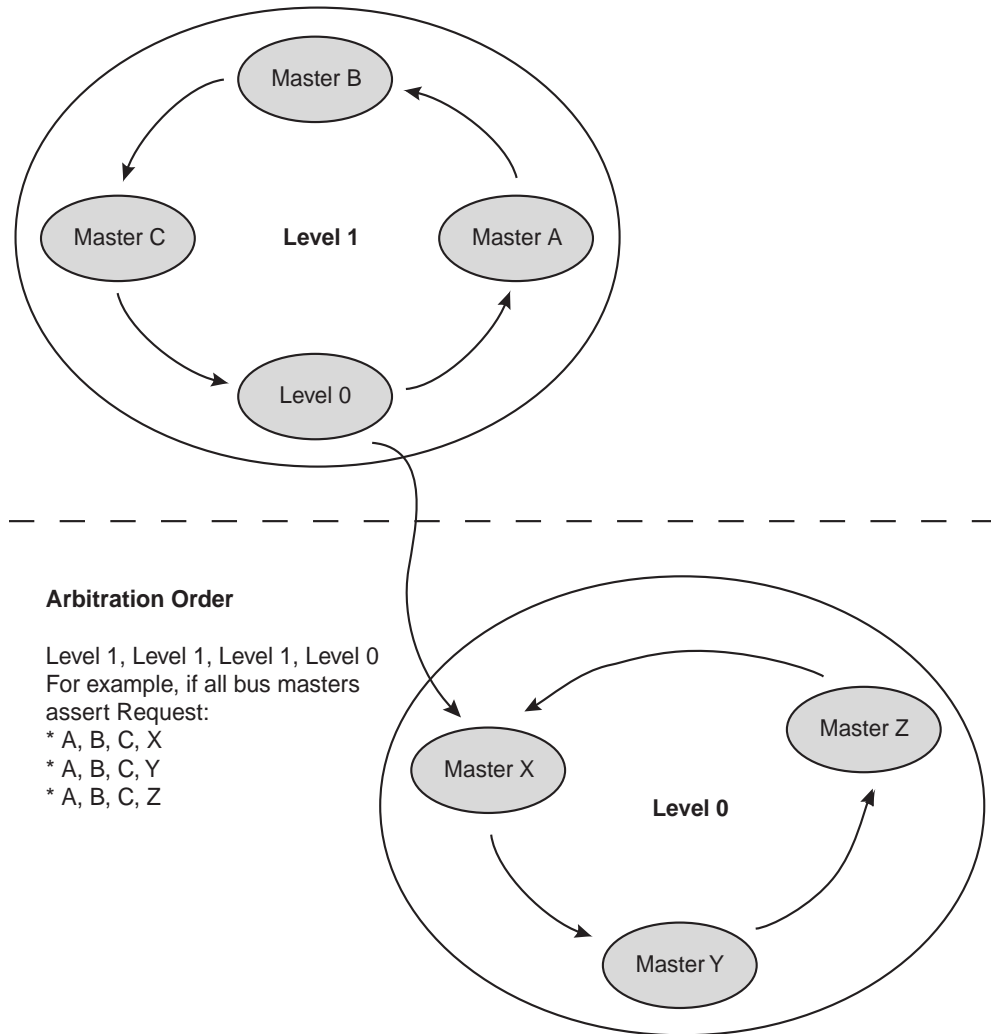 Master B
Master C
Level 1
Master A
Level 0
Arbitration Order
Level 1, Level 1, Level 1, Level 0
For example, if all bus masters
assert Request:
* A, B, C, X
* A, B, C, Y
* A, B, C, Z
Master Z
Master X
Level 0
Master Y